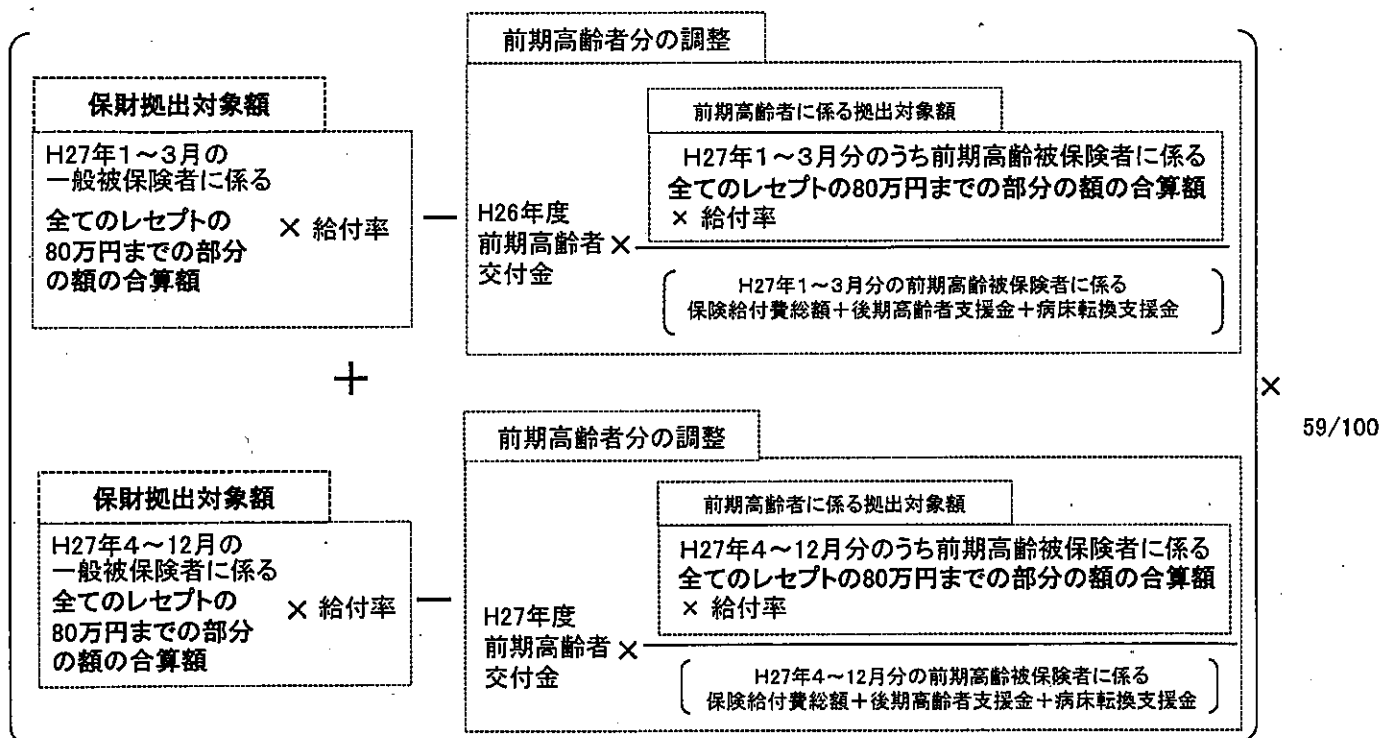 前期高齢者分の調整
保財拠出対象額
H27年1～3月の
一般被保険者に係る
全てのレセプトの
80万円までの部分
の額の合算額
× 給付率
－
H26年度
前期高齢者
交付金
×
前期高齢者に係る拠出対象額
H27年1～3月分のうち前期高齢被保険者に係る
全てのレセプトの80万円までの部分の額の合算額
× 給付率
H27年1～3月分の前期高齢被保険者に係る
保険給付費総額＋後期高齢者支援金＋病床転換支援金
＋
×
59/100
前期高齢者分の調整
保財拠出対象額
H27年4～12月の
一般被保険者に係る
全てのレセプトの
80万円までの部分
の額の合算額
× 給付率
－
H27年度
前期高齢者
交付金
×
前期高齢者に係る拠出対象額
H27年4～12月分のうち前期高齢被保険者に係る
全てのレセプトの80万円までの部分の額の合算額
× 給付率
H27年4～12月分の前期高齢被保険者に係る
保険給付費総額＋後期高齢者支援金＋病床転換支援金